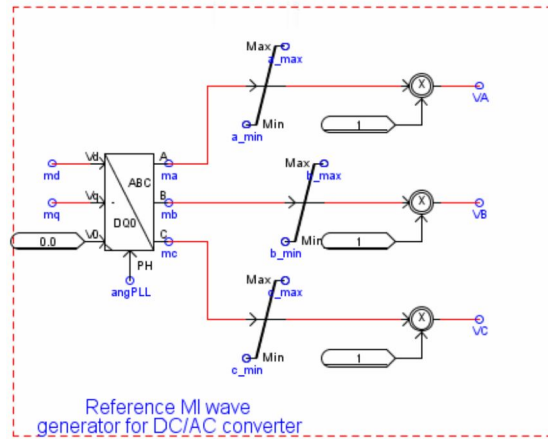 Max
a_max
Min
a_min
X
1
VA
Vd
md
Vq
mq
V0
0.0
ABC
-
DQ0
A
ma
B
mb
C
mc
PH
angPLL
Max
b_max
Min
b_min
X
1
VB
Max
c_max
Min
c_min
X
1
VC
Reference MI wave
generator for DC/AC converter